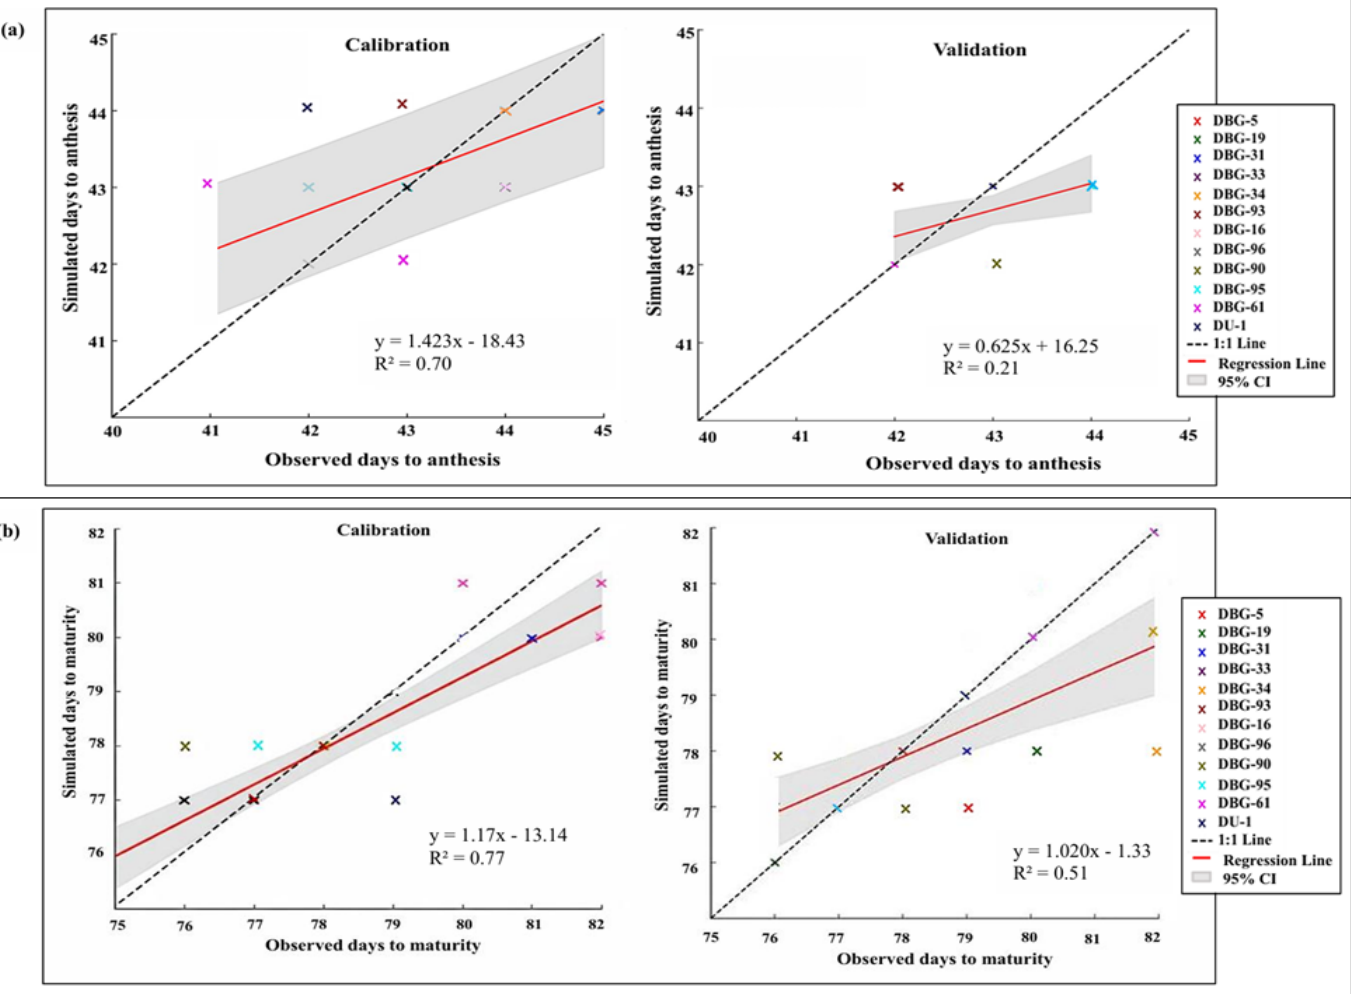 (a)
Calibration
45
44
43
42
41
40 41 42 43 44 45
Simulated days to anthesis
Observed days to anthesis
y = 1.423x - 18.43
R² = 0.70
Validation
45
44
43
42
41
40 41 42 43 44 45
Simulated days to anthesis
Observed days to anthesis
y = 0.625x + 16.25
R² = 0.21
DBG-5
DBG-19
DBG-31
DBG-33
DBG-34
DBG-93
DBG-16
DBG-96
DBG-90
DBG-95
DBG-61
DU-1
1:1 Line
Regression Line
95% CI
b)
Calibration
82
81
80
79
78
77
76
75 76 77 78 79 80 81 82
Simulated days to maturity
Observed days to maturity
y = 1.17x - 13.14
R² = 0.77
Validation
82
81
80
79
78
77
76
75 76 77 78 79 80 81 82
Simulated days to maturity
Observed days to maturity
y = 1.020x - 1.33
R² = 0.51
DBG-5
DBG-19
DBG-31
DBG-33
DBG-34
DBG-93
DBG-16
DBG-96
DBG-90
DBG-95
DBG-61
DU-1
1:1 Line
Regression Line
95% CI